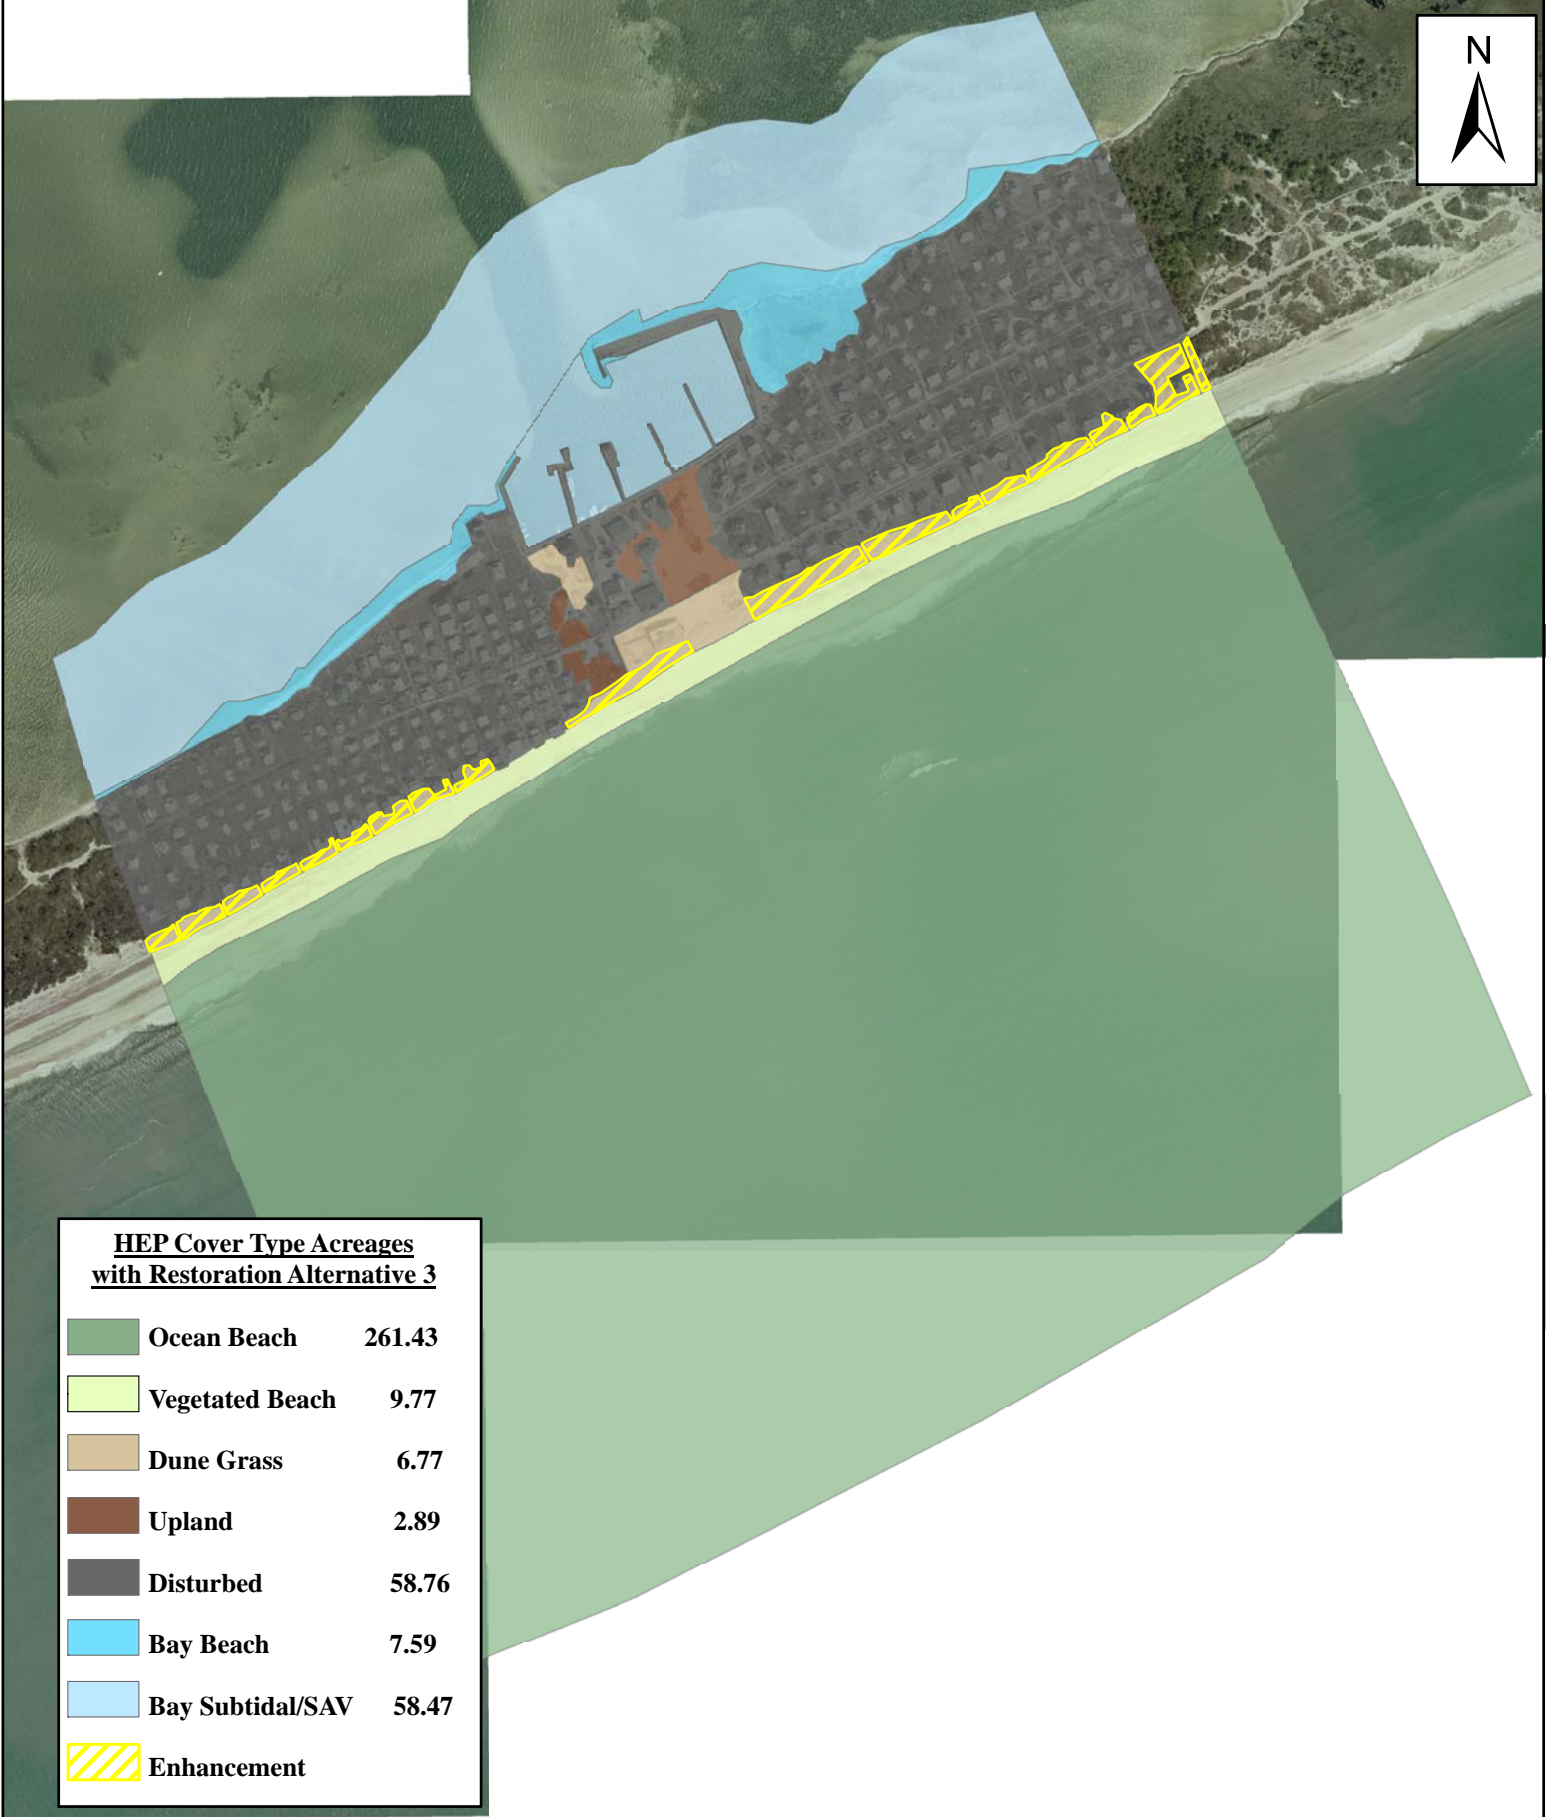 N
HEP Cover Type Acreages
with Restoration Alternative 3
Ocean Beach 261.43
Vegetated Beach 9.77
Dune Grass 6.77
Upland 2.89
Disturbed 58.76
Bay Beach 7.59
Bay Subtidal/SAV 58.47
Enhancement